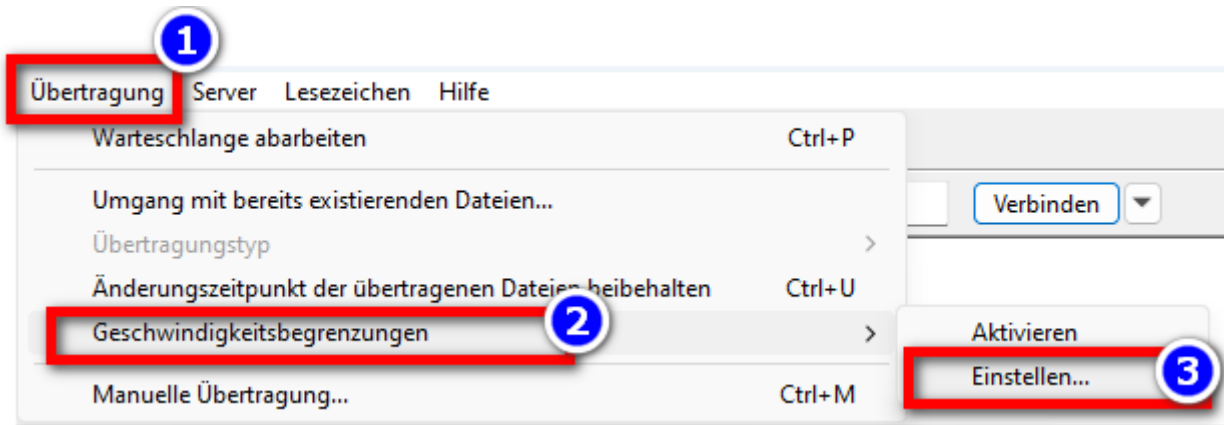 1
Übertragung Server Lesezeichen Hilfe
Warteschlange abarbeiten Ctrl+P
Umgang mit bereits existierenden Dateien...
Verbinden
Übertragungstyp
Änderungszeitpunkt der übertragenen Dateien beibehalten Ctrl+U
2
Geschwindigkeitsbegrenzungen
Aktivieren
Einstellen...
3
Manuelle Übertragung... Ctrl+M